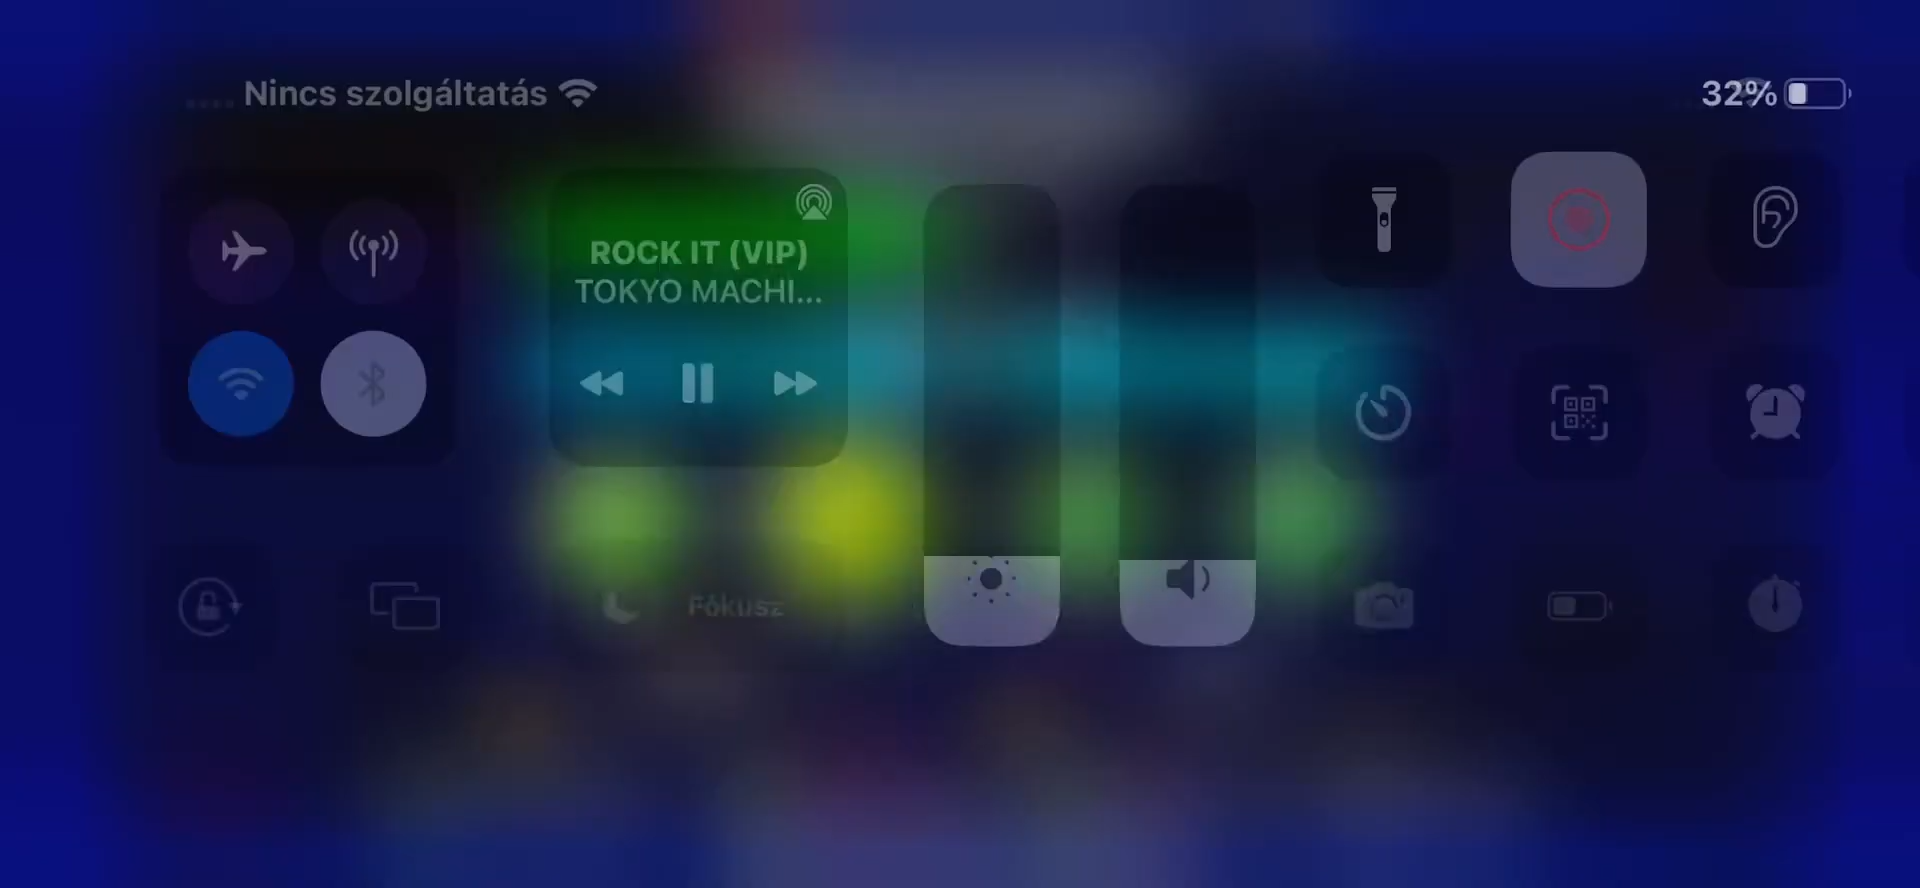 Nincs szolgáltatás
32%
ROCK IT (VIP)
TOKYO MACHI...
Fókusz